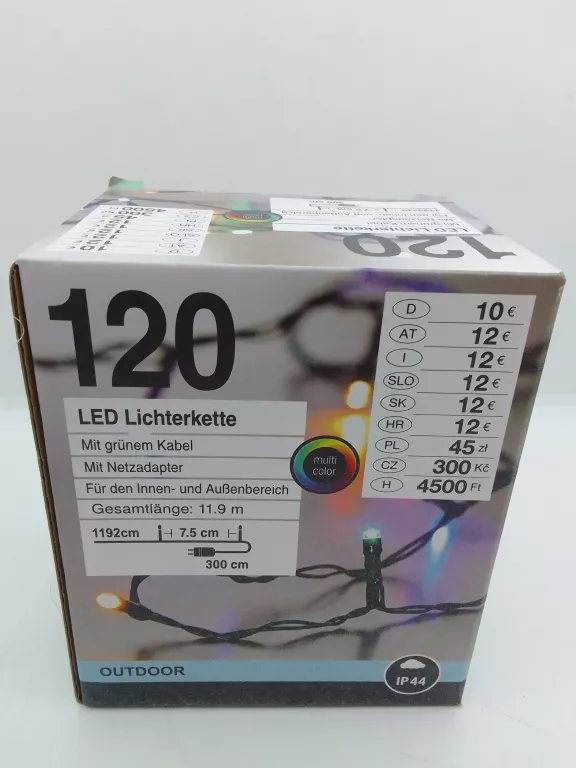 120
LED Lichterkette
120
LED Lichterkette
Mit grünem Kabel
Mit Netzadapter
Für den Innen- und Außenbereich
Gesamtlänge: 11.9 m
1192cm
7.5 cm
300 cm
multi
color
D 10 €
AT 12 €
I 12 €
SLO 12 €
SK 12 €
HR 12 €
PL 45 zł
CZ 300 Kč
H 4500 Ft
OUTDOOR
IP44